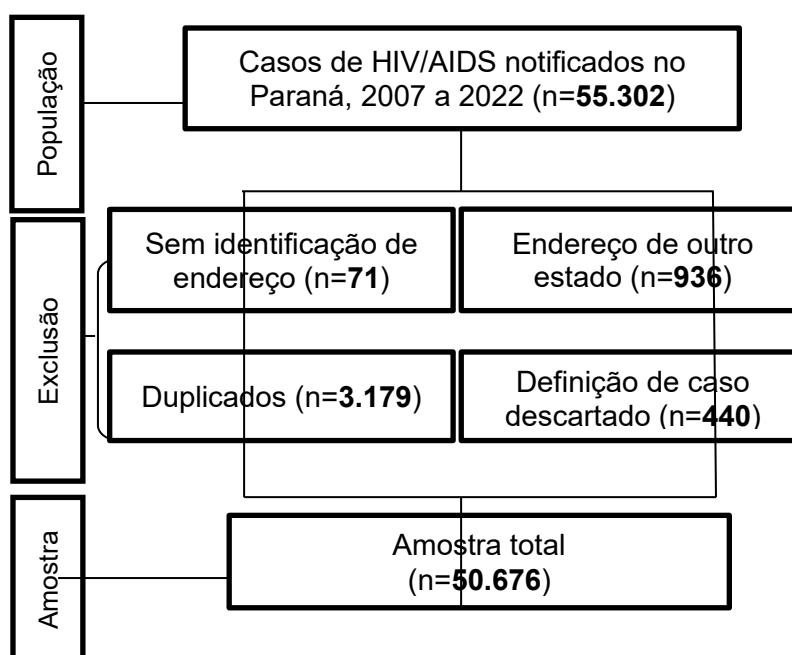 População
Casos de HIV/AIDS notificados no
Paraná, 2007 a 2022 (n=55.302)
Exclusão
Sem identificação de
endereço (n=71)
Endereço de outro
estado (n=936)
Duplicados (n=3.179)
Definição de caso
descartado (n=440)
Amostra
Amostra total
(n=50.676)